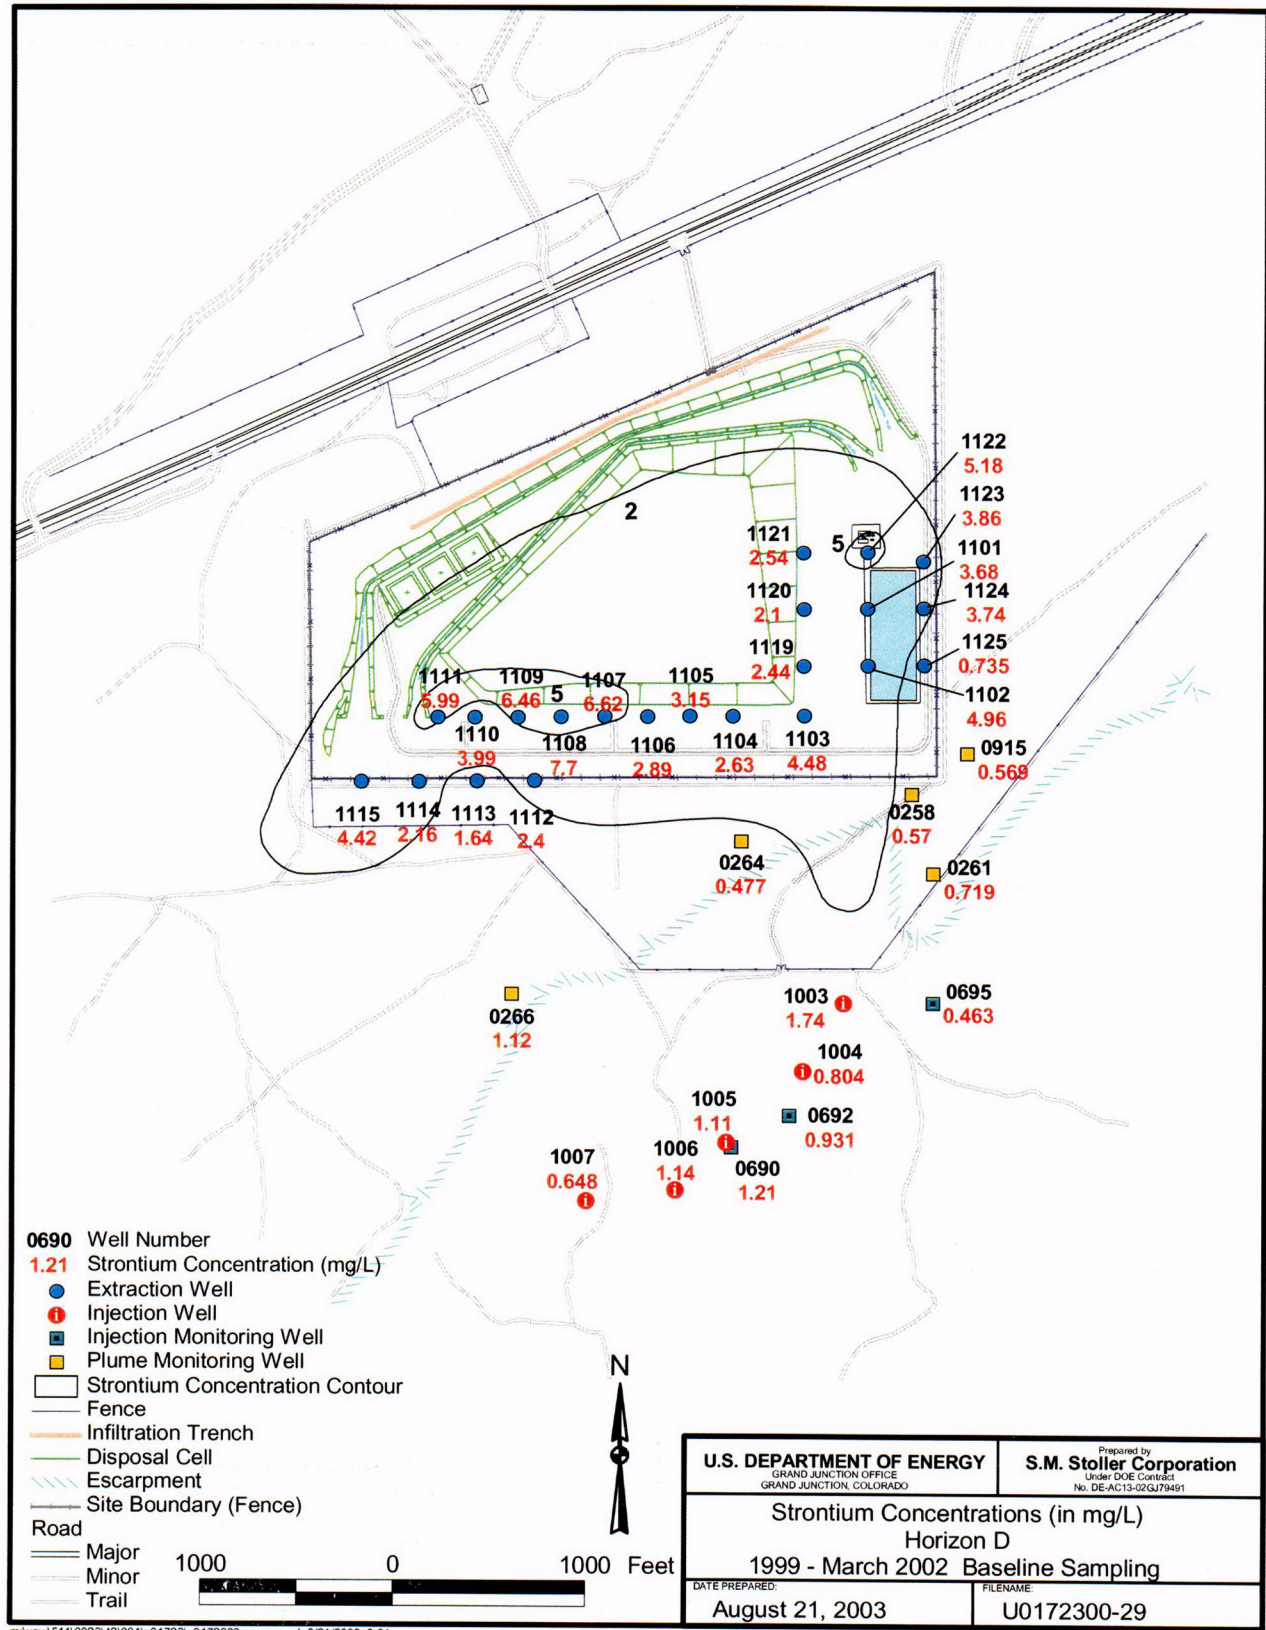 1122
5.18
1123
3.86
2
1121
2.54
5
1101
3.68
1120
2.1
1124
3.74
1119
2.44
1125
0.735
1111
5.99
1109
6.46
5
1107
6.62
1105
3.15
1102
4.96
1110
3.99
1108
7.7
1106
2.89
1104
2.63
1103
4.48
0915
0.569
1115
4.42
1114
2.16
1113
1.64
1112
2.4
0258
0.57
0264
0.477
0261
0.719
0266
1.12
1003
1.74
0695
0.463
1004
0.804
1005
1.11
0692
0.931
1007
0.648
1006
1.14
0690
1.21
0690 Well Number
1.21 Strontium Concentration (mg/L)
Extraction Well
i Injection Well
Injection Monitoring Well
Plume Monitoring Well
Strontium Concentration Contour
Fence
Infiltration Trench
Disposal Cell
Escarpment
Site Boundary (Fence)
Road
Major
Minor
Trail
N
1000 0 1000 Feet
U.S. DEPARTMENT OF ENERGY
GRAND JUNCTION OFFICE
GRAND JUNCTION, COLORADO
Prepared by
S.M. Stoller Corporation
Under DOE Contract
No. DE-AC13-02GJ79491
Strontium Concentrations (in mg/L)
Horizon D
1999 - March 2002 Baseline Sampling
DATE PREPARED:
August 21, 2003
FILENAME:
U0172300-29